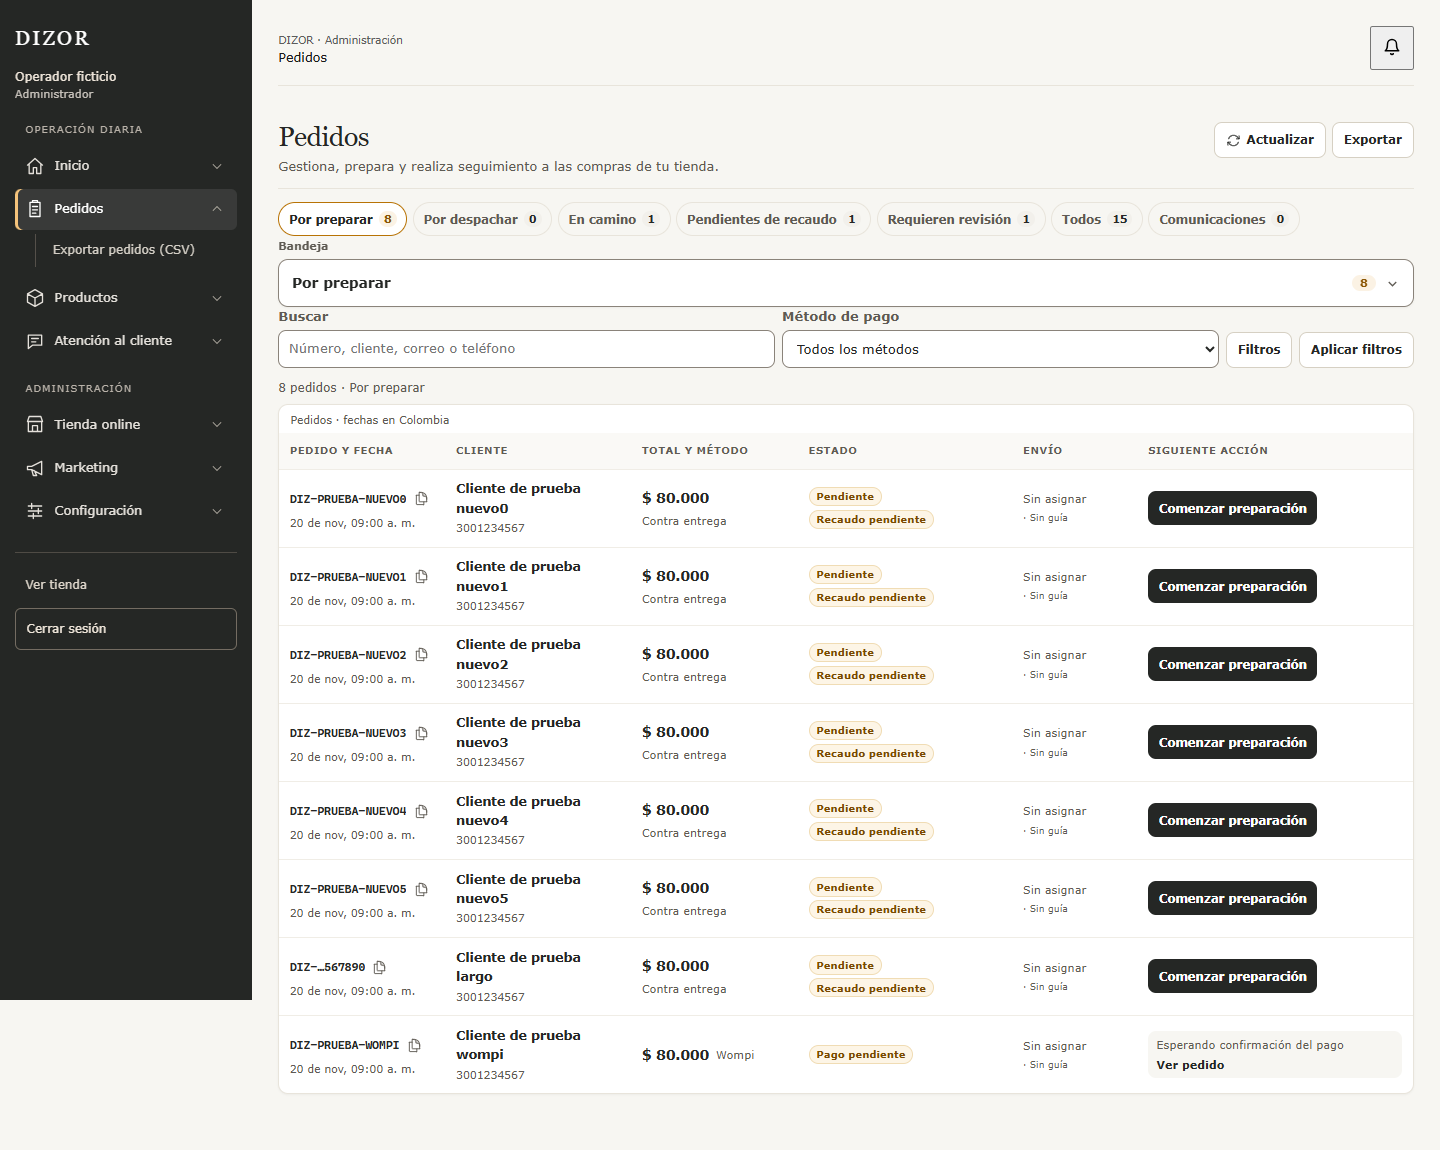 DIZOR
Operador ficticio
Administrador
OPERACIÓN DIARIA
Inicio
Pedidos
Exportar pedidos (CSV)
Productos
Atención al cliente
ADMINISTRACIÓN
Tienda online
Marketing
Configuración
Ver tienda
Cerrar sesión
DIZOR · Administración
Pedidos
Pedidos
Gestiona, prepara y realiza seguimiento a las compras de tu tienda.
Actualizar
Exportar
Por preparar 8
Por despachar 0
En camino 1
Pendientes de recaudo 1
Requieren revisión 1
Todos 15
Comunicaciones 0
Bandeja
Por preparar 8
Buscar
Número, cliente, correo o teléfono
Método de pago
Todos los métodos
Filtros
Aplicar filtros
8 pedidos · Por preparar
Pedidos · fechas en Colombia
PEDIDO Y FECHA CLIENTE TOTAL Y MÉTODO ESTADO ENVÍO SIGUIENTE ACCIÓN
DIZ-PRUEBA-NUEVO0
20 de nov, 09:00 a. m.
Cliente de prueba
nuevo0
3001234567
$ 80.000
Contra entrega
Pendiente
Recaudo pendiente
Sin asignar
· Sin guía
Comenzar preparación
DIZ-PRUEBA-NUEVO1
20 de nov, 09:00 a. m.
Cliente de prueba
nuevo1
3001234567
$ 80.000
Contra entrega
Pendiente
Recaudo pendiente
Sin asignar
· Sin guía
Comenzar preparación
DIZ-PRUEBA-NUEVO2
20 de nov, 09:00 a. m.
Cliente de prueba
nuevo2
3001234567
$ 80.000
Contra entrega
Pendiente
Recaudo pendiente
Sin asignar
· Sin guía
Comenzar preparación
DIZ-PRUEBA-NUEVO3
20 de nov, 09:00 a. m.
Cliente de prueba
nuevo3
3001234567
$ 80.000
Contra entrega
Pendiente
Recaudo pendiente
Sin asignar
· Sin guía
Comenzar preparación
DIZ-PRUEBA-NUEVO4
20 de nov, 09:00 a. m.
Cliente de prueba
nuevo4
3001234567
$ 80.000
Contra entrega
Pendiente
Recaudo pendiente
Sin asignar
· Sin guía
Comenzar preparación
DIZ-PRUEBA-NUEVO5
20 de nov, 09:00 a. m.
Cliente de prueba
nuevo5
3001234567
$ 80.000
Contra entrega
Pendiente
Recaudo pendiente
Sin asignar
· Sin guía
Comenzar preparación
DIZ-…567890
20 de nov, 09:00 a. m.
Cliente de prueba
largo
3001234567
$ 80.000
Contra entrega
Pendiente
Recaudo pendiente
Sin asignar
· Sin guía
Comenzar preparación
DIZ-PRUEBA-WOMPI
20 de nov, 09:00 a. m.
Cliente de prueba
wompi
3001234567
$ 80.000 Wompi
Pago pendiente
Sin asignar
· Sin guía
Esperando confirmación del pago
Ver pedido